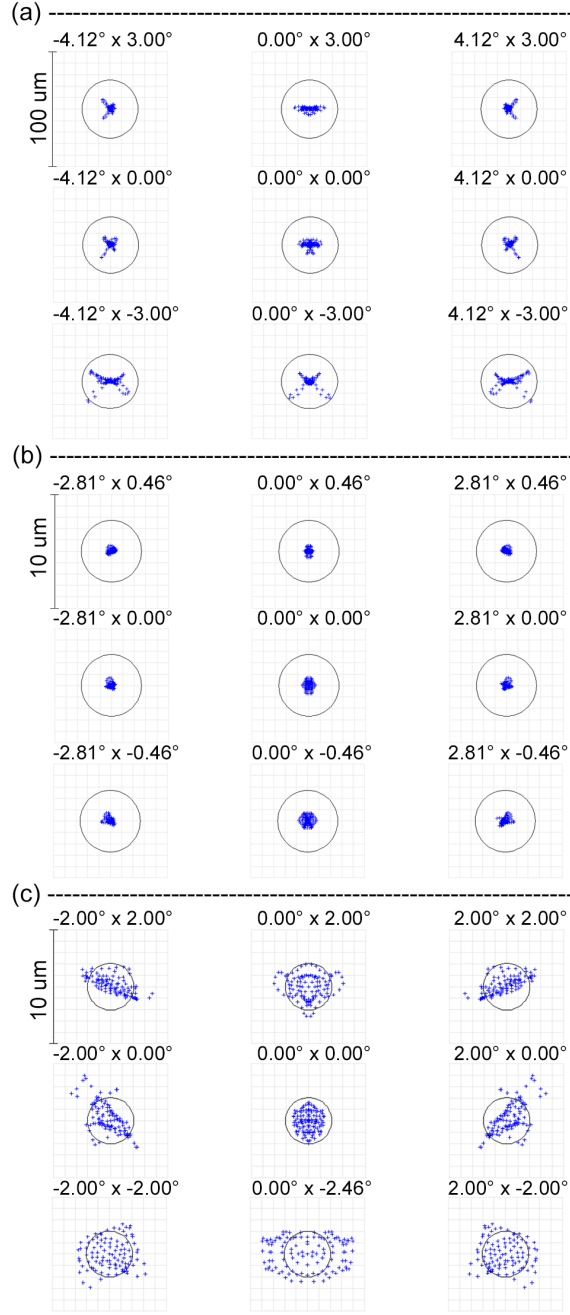 (a)
-4.12° x 3.00° 0.00° x 3.00° 4.12° x 3.00°
100 um
-4.12° x 0.00° 0.00° x 0.00° 4.12° x 0.00°
-4.12° x -3.00° 0.00° x -3.00° 4.12° x -3.00°
(b)
-2.81° x 0.46° 0.00° x 0.46° 2.81° x 0.46°
10 um
-2.81° x 0.00° 0.00° x 0.00° 2.81° x 0.00°
-2.81° x -0.46° 0.00° x -0.46° 2.81° x -0.46°
(c)
-2.00° x 2.00° 0.00° x 2.00° 2.00° x 2.00°
10 um
-2.00° x 0.00° 0.00° x 0.00° 2.00° x 0.00°
-2.00° x -2.00° 0.00° x -2.46° 2.00° x -2.00°